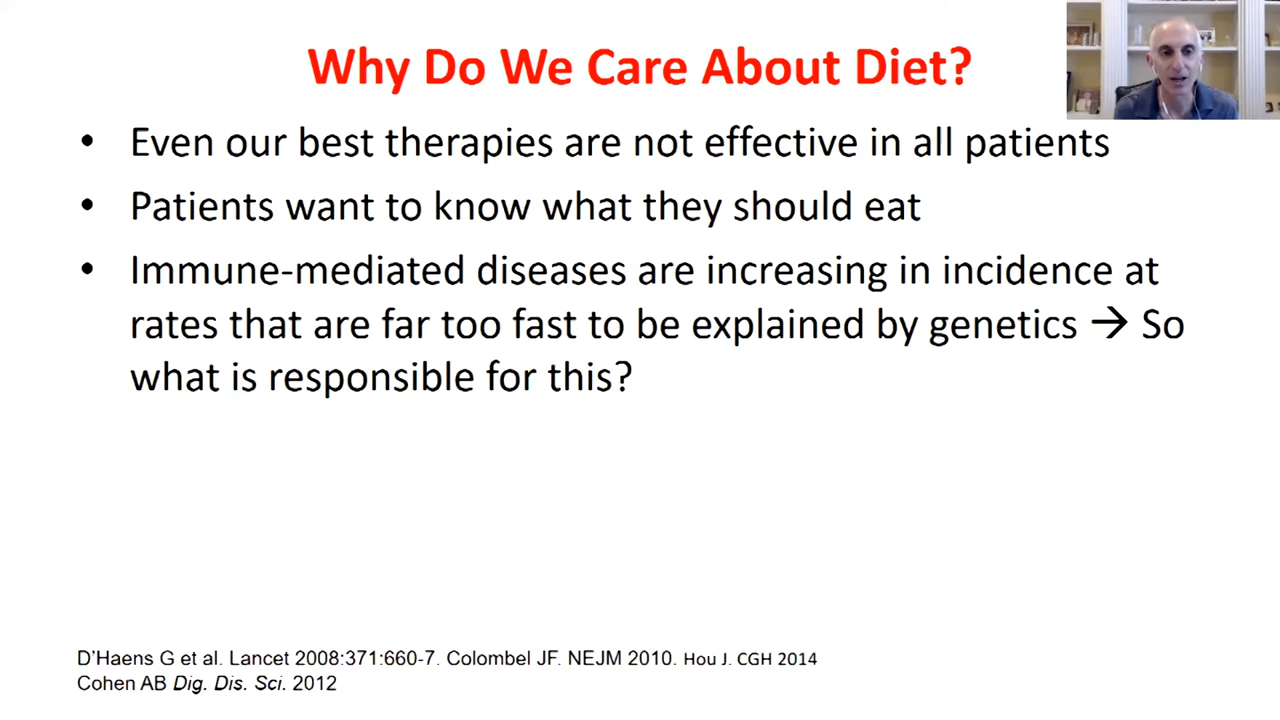 Why Do We Care About Diet?
• Even our best therapies are not effective in all patients
• Patients want to know what they should eat
• Immune-mediated diseases are increasing in incidence at
rates that are far too fast to be explained by genetics → So
what is responsible for this?
D'Haens G et al. Lancet 2008:371:660-7. Colombel JF. NEJM 2010. Hou J. CGH 2014
Cohen AB Dig. Dis. Sci. 2012